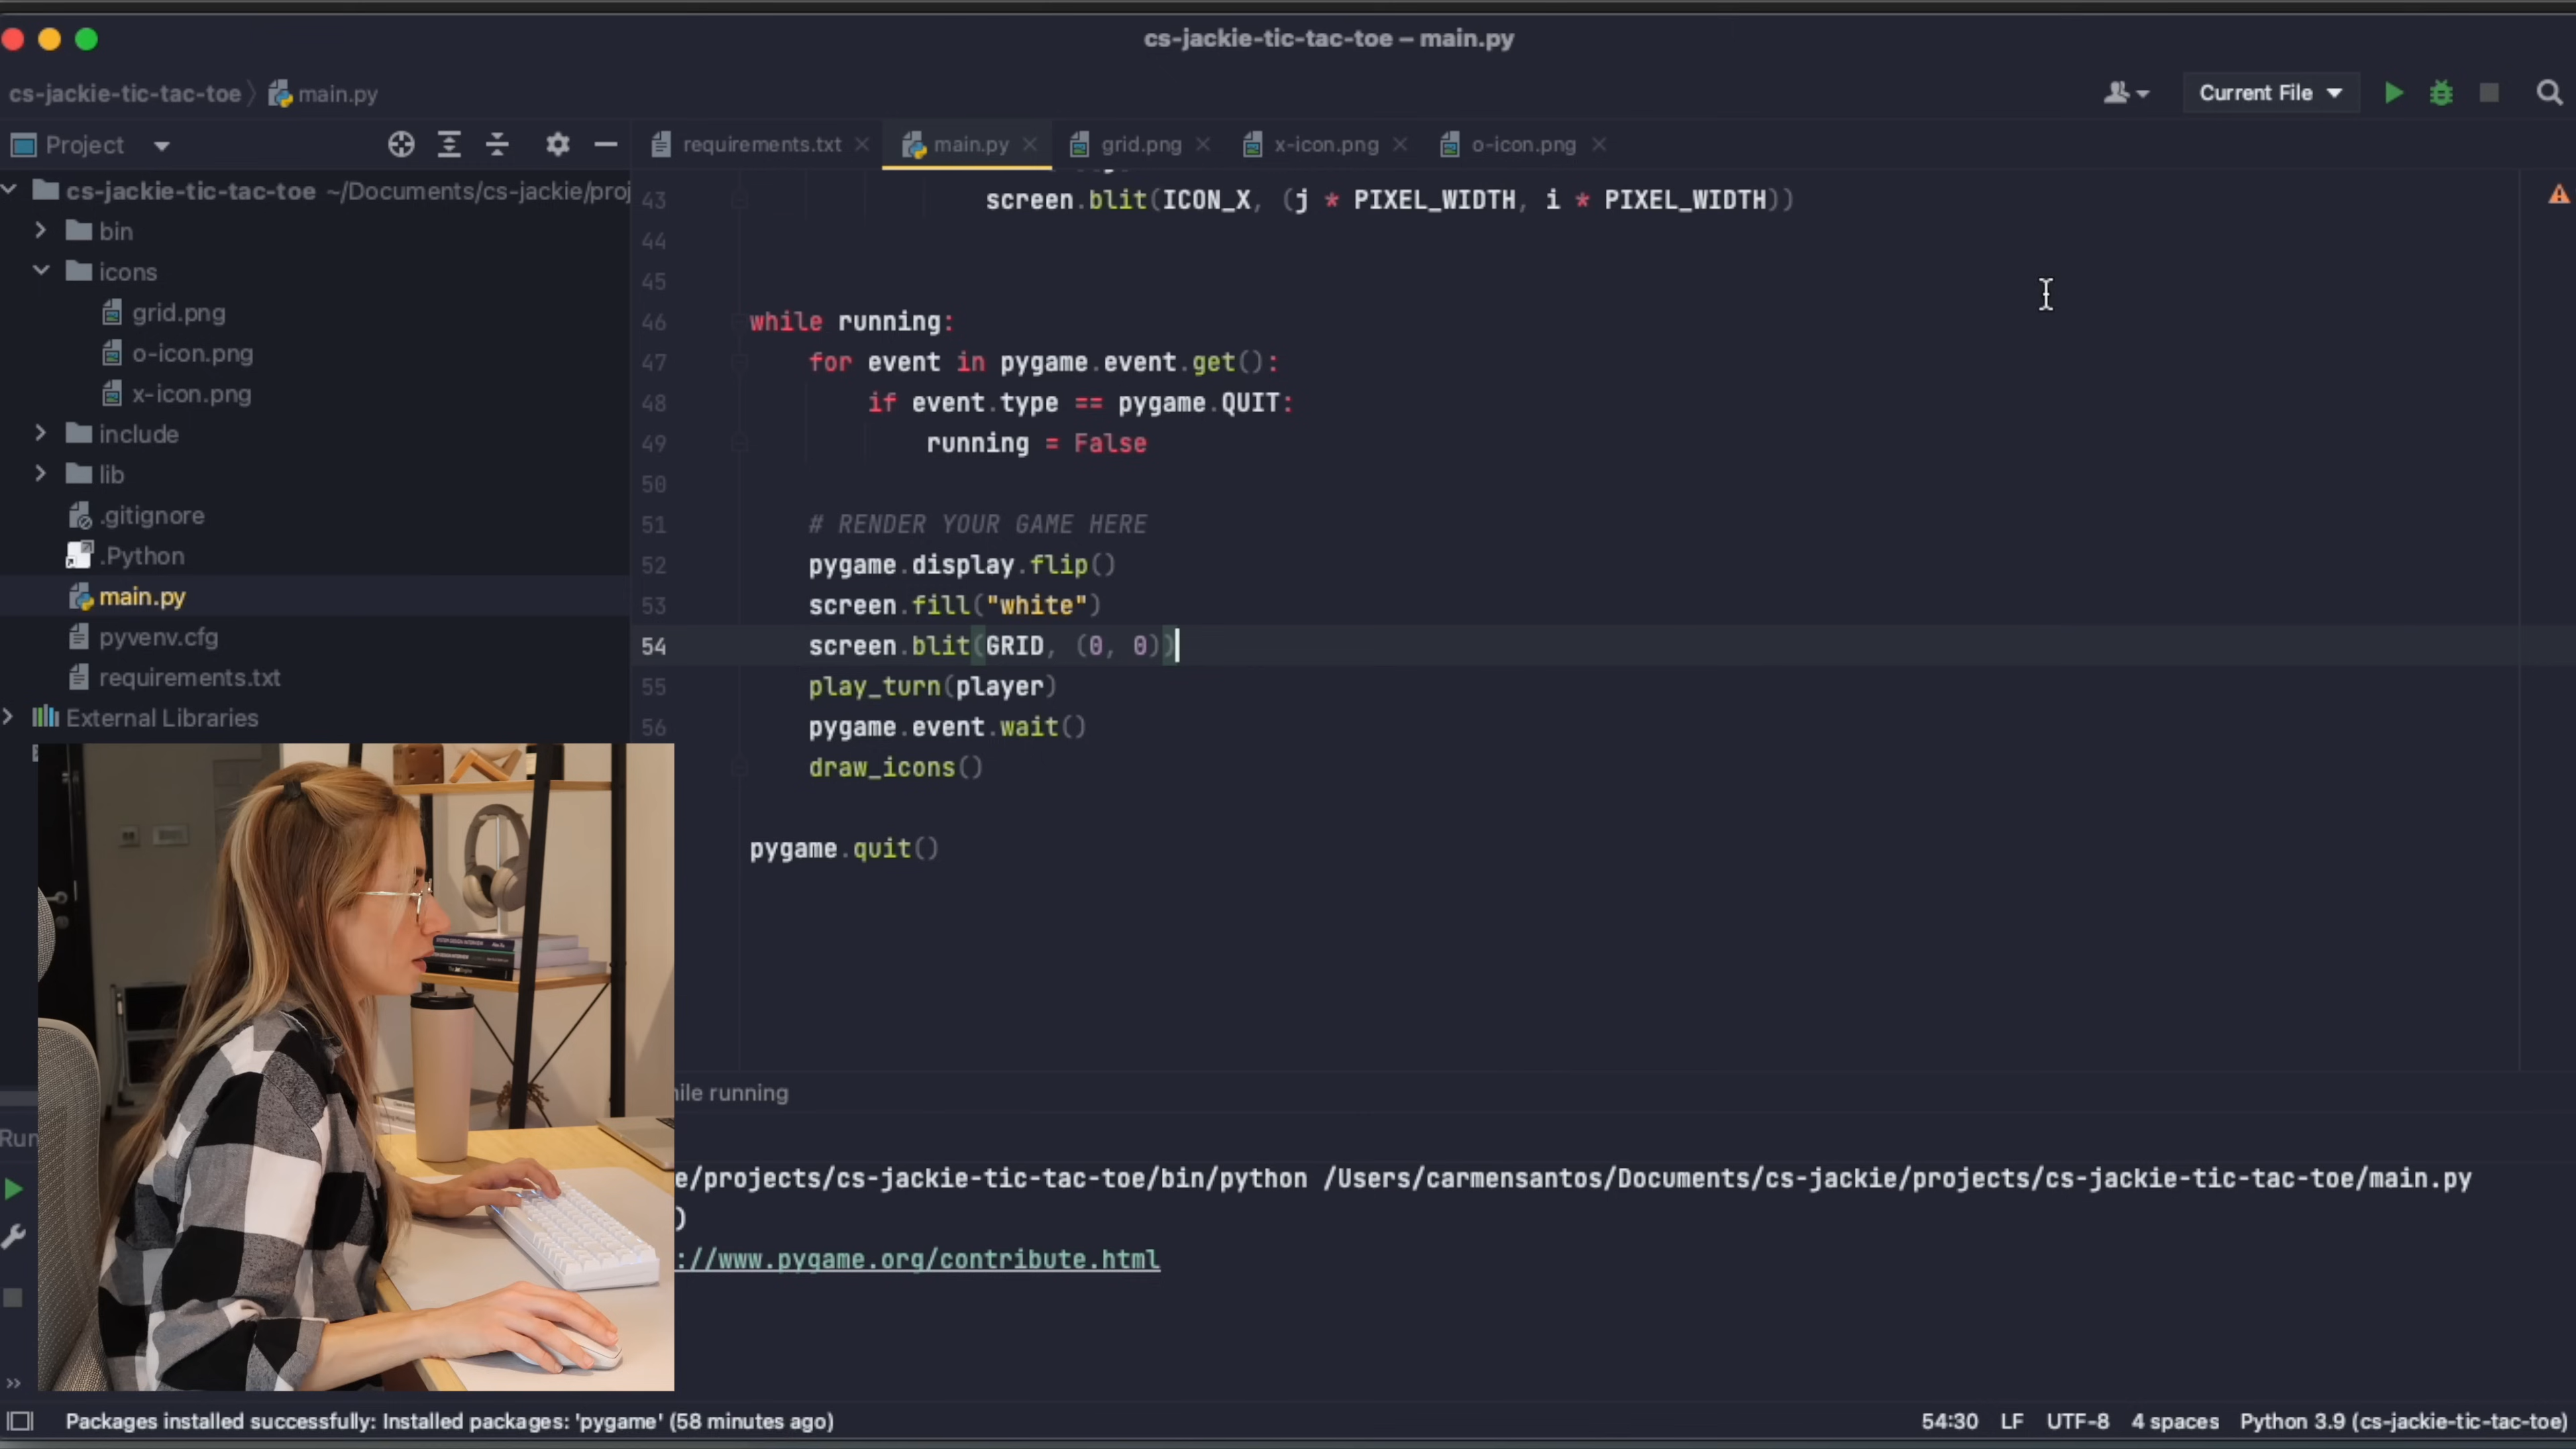 cs-jackie-tic-tac-toe – main.py
cs-jackie-tic-tac-toe main.py
Current File
Project
requirements.txt
main.py
grid.png
x-icon.png
o-icon.png
cs-jackie-tic-tac-toe ~/Documents/cs-jackie/proj
bin
icons
grid.png
o-icon.png
x-icon.png
include
lib
.gitignore
.Python
main.py
pyvenv.cfg
requirements.txt
External Libraries
43 screen.blit(ICON_X, (j * PIXEL_WIDTH, i * PIXEL_WIDTH))
44
45
46 while running:
47 for event in pygame.event.get():
48 if event.type == pygame.QUIT:
49 running = False
50
51 # RENDER YOUR GAME HERE
52 pygame.display.flip()
53 screen.fill("white")
54 screen.blit(GRID, (0, 0))
55 play_turn(player)
56 pygame.event.wait()
draw_icons()
pygame.quit()
hile running
Run
e/projects/cs-jackie-tic-tac-toe/bin/python /Users/carmensantos/Documents/cs-jackie/projects/cs-jackie-tic-tac-toe/main.py
)
://www.pygame.org/contribute.html
Packages installed successfully: Installed packages: 'pygame' (58 minutes ago)
54:30 LF UTF-8 4 spaces Python 3.9 (cs-jackie-tic-tac-toe)